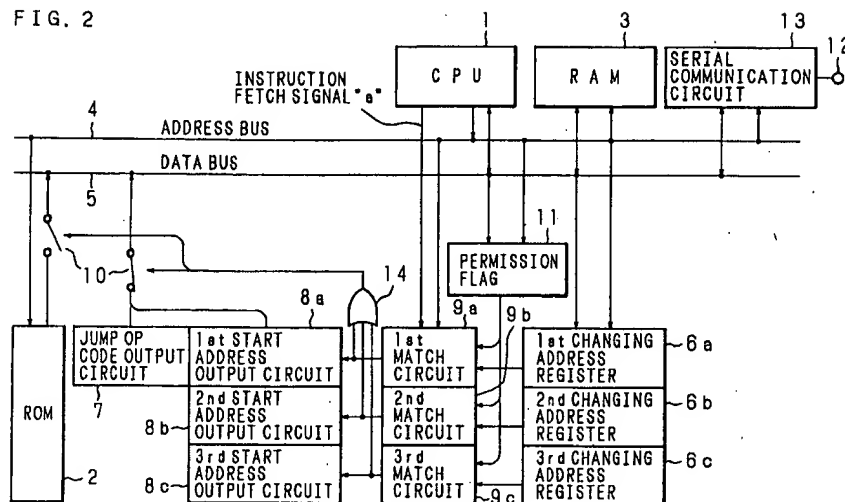 FIG. 2
1
3
13
12
CPU
RAM
SERIAL
COMMUNICATION
CIRCUIT
INSTRUCTION
FETCH SIGNAL "a"
4
ADDRESS BUS
DATA BUS
5
11
PERMISSION
FLAG
10
14
8a
9a
9b
JUMP OP
CODE OUTPUT
CIRCUIT
7
1st START
ADDRESS
OUTPUT CIRCUIT
1st
MATCH
CIRCUIT
1st CHANGING
ADDRESS
REGISTER
6a
ROM
2
8b
2nd START
ADDRESS
OUTPUT CIRCUIT
2nd
MATCH
CIRCUIT
2nd CHANGING
ADDRESS
REGISTER
6b
8c
3rd START
ADDRESS
OUTPUT CIRCUIT
3rd
MATCH
CIRCUIT
9c
3rd CHANGING
ADDRESS
REGISTER
6c